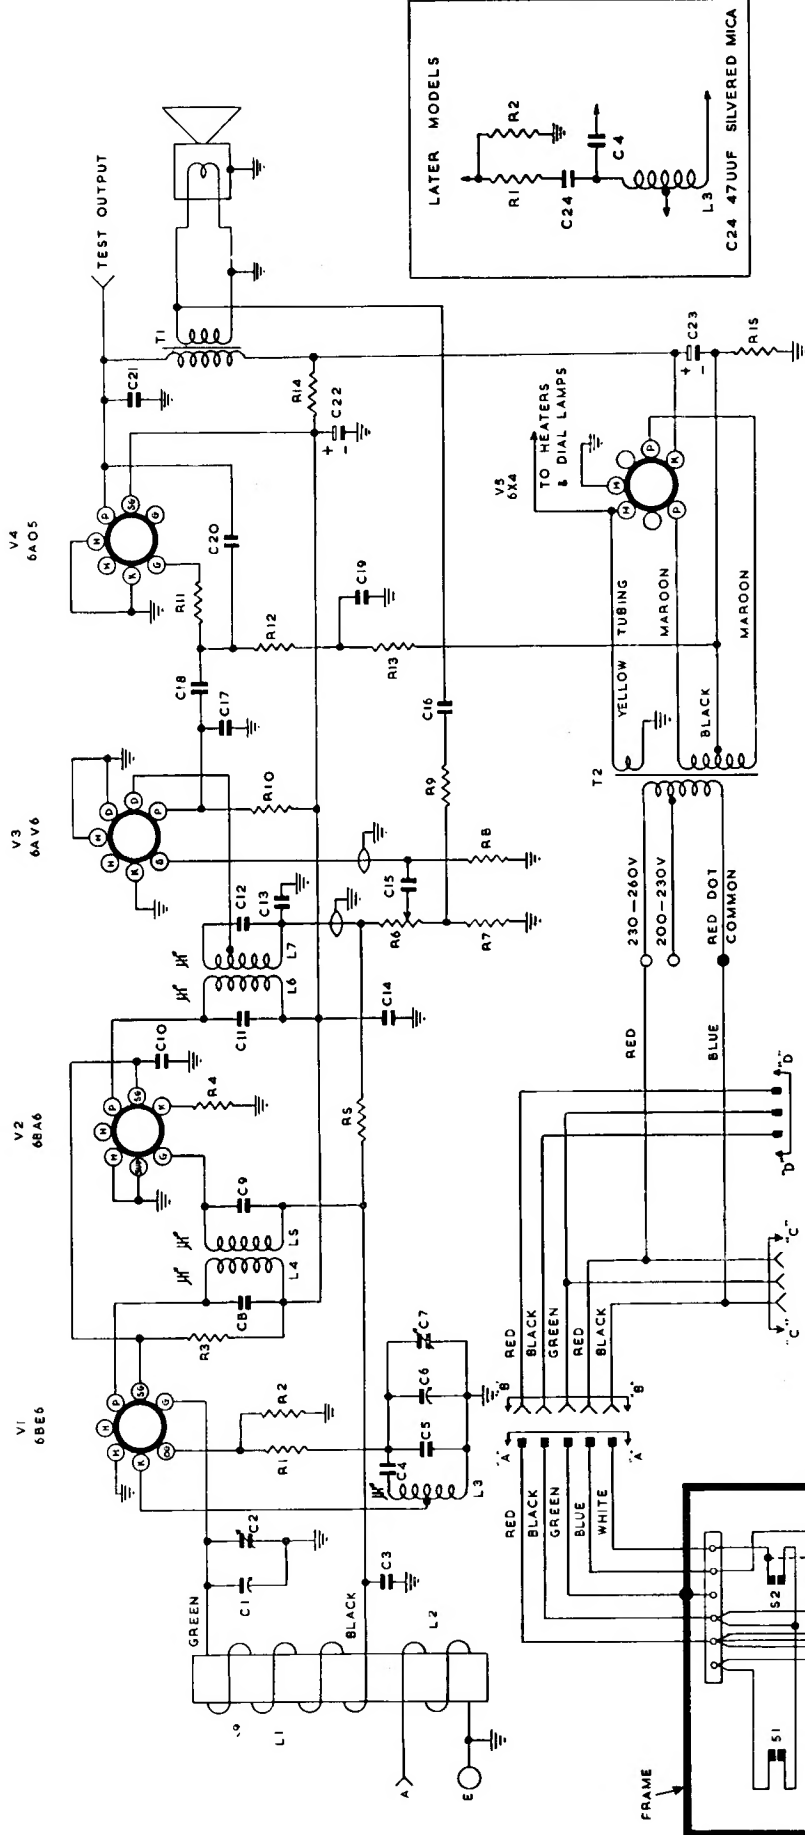 V1
6BE6
V2
6BA6
V3
6AV6
V4
6AQ5
TEST OUTPUT
GREEN
BLACK
C1
C2
C3
L1
L2
A
E
H
H
P
SG
G
OG
K
R1
R2
R3
C4
C5
C6
C7
L3
C8
L4
L5
C9
H
H
P
SG
K
G
SUP
R4
C10
C11
L6
L7
C12
C13
C14
R5
R6
R7
R8
C15
R9
C16
H
H
D
D
P
G
K
R10
C17
C18
R11
R12
R13
C19
C20
H
H
P
SG
G
G
K
C21
T1
R14
C22
+
-
LATER MODELS
R1
R2
C24
C4
L3
C24 47UUF SILVERED MICA
V5
6X4
TO HEATERS
& DIAL LAMPS
H
H
P
P
K
C23
+
-
R15
YELLOW TUBING
MAROON
BLACK
MAROON
T2
230-260V
200-230V
RED DOT
COMMON
RED
BLUE
"D"
"D"
"C"
"C"
RED
BLACK
GREEN
RED
BLACK
"B"
"B"
"A"
"A"
RED
BLACK
GREEN
BLUE
WHITE
FRAME
S1
S2